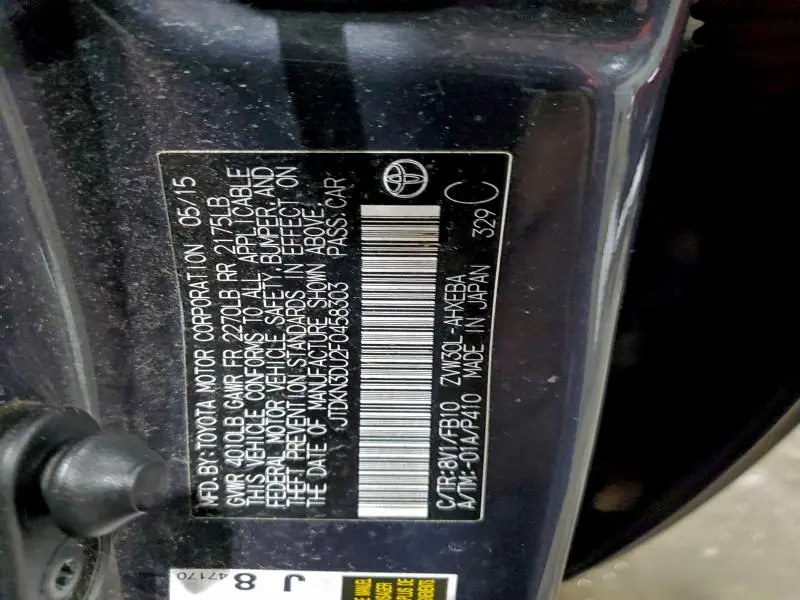 MFD.BY:TOYOTA MOTOR CORPORATION 05/15
GVWR 4010LB GAWR FR 2270LB RR 2175LB
THIS VEHICLE CONFORMS TO ALL APPLICABLE
FEDERAL MOTOR VEHICLE SAFETY,BUMPER,AND
THEFT PREVENTION STANDARDS IN EFFECT ON
THE DATE OF MANUFACTURE SHOWN ABOVE.
JTDKN3DU2F0458303 PASS.CAR
C/TR:8V1/FB10 ZVW30L-AHXEBA
A/TM:-01A/P410 MADE IN JAPAN 329 C
47170
J 8